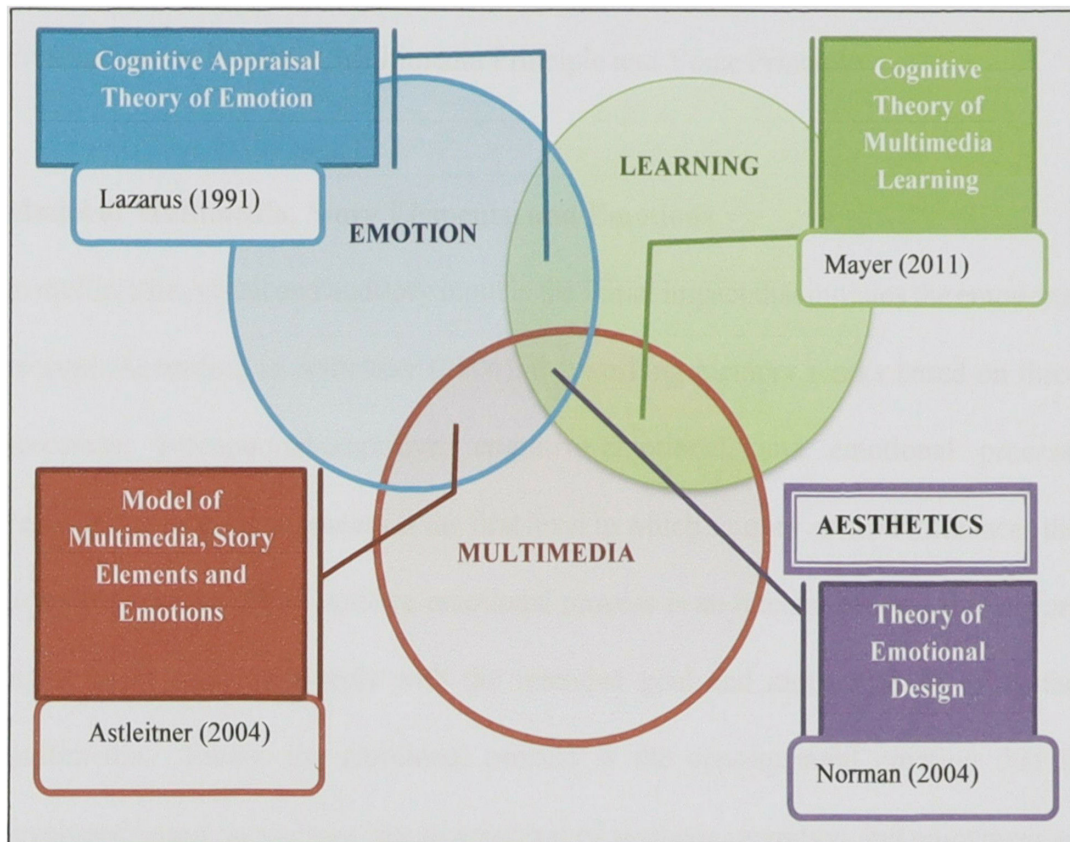 Cognitive Appraisal
Theory of Emotion
Lazarus (1991)
EMOTION
LEARNING
Cognitive
Theory of
Multimedia
Learning
Mayer (2011)
Model of
Multimedia, Story
Elements and
Emotions
Astleitner (2004)
MULTIMEDIA
AESTHETICS
Theory of
Emotional
Design
Norman (2004)